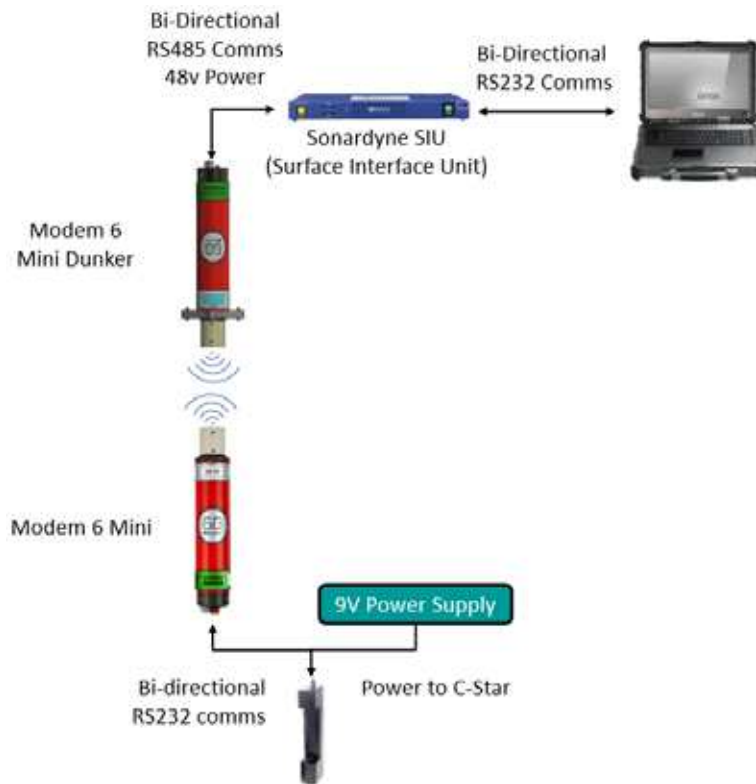 Bi-Directional
RS485 Comms
48v Power
Bi-Directional
RS232 Comms
Sonardyne SIU
(Surface Interface Unit)
Modem 6
Mini Dunker
Modem 6 Mini
9V Power Supply
Bi-directional
RS232 comms
Power to C-Star